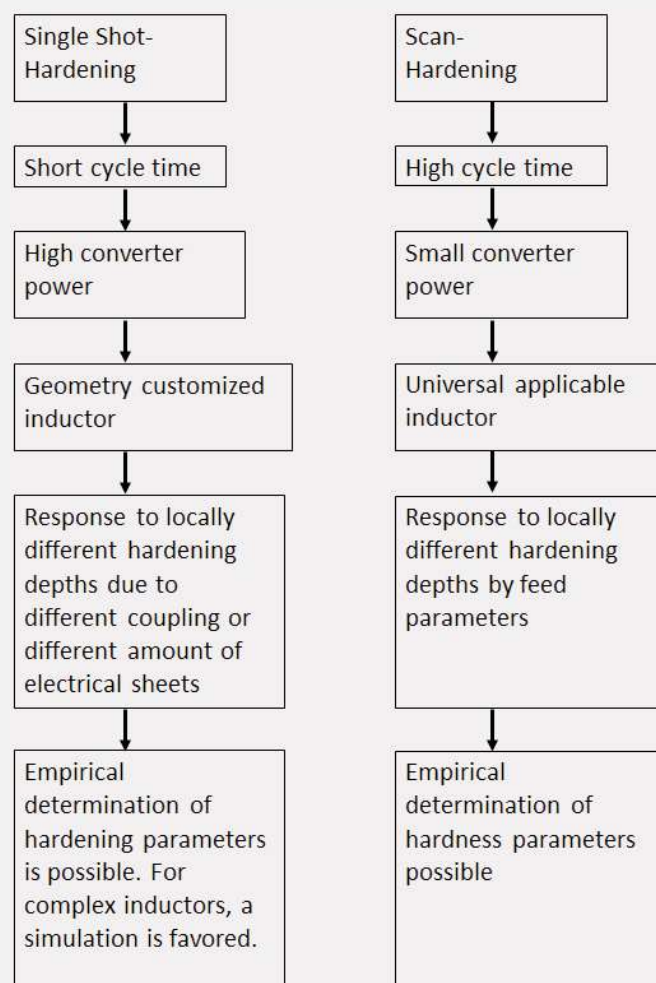 Single Shot-
Hardening
Short cycle time
High converter
power
Geometry customized
inductor
Response to locally
different hardening
depths due to
different coupling or
different amount of
electrical sheets
Empirical
determination of
hardening parameters
is possible. For
complex inductors, a
simulation is favored.
Scan-
Hardening
High cycle time
Small converter
power
Universal applicable
inductor
Response to locally
different hardening
depths by feed
parameters
Empirical
determination of
hardness parameters
possible